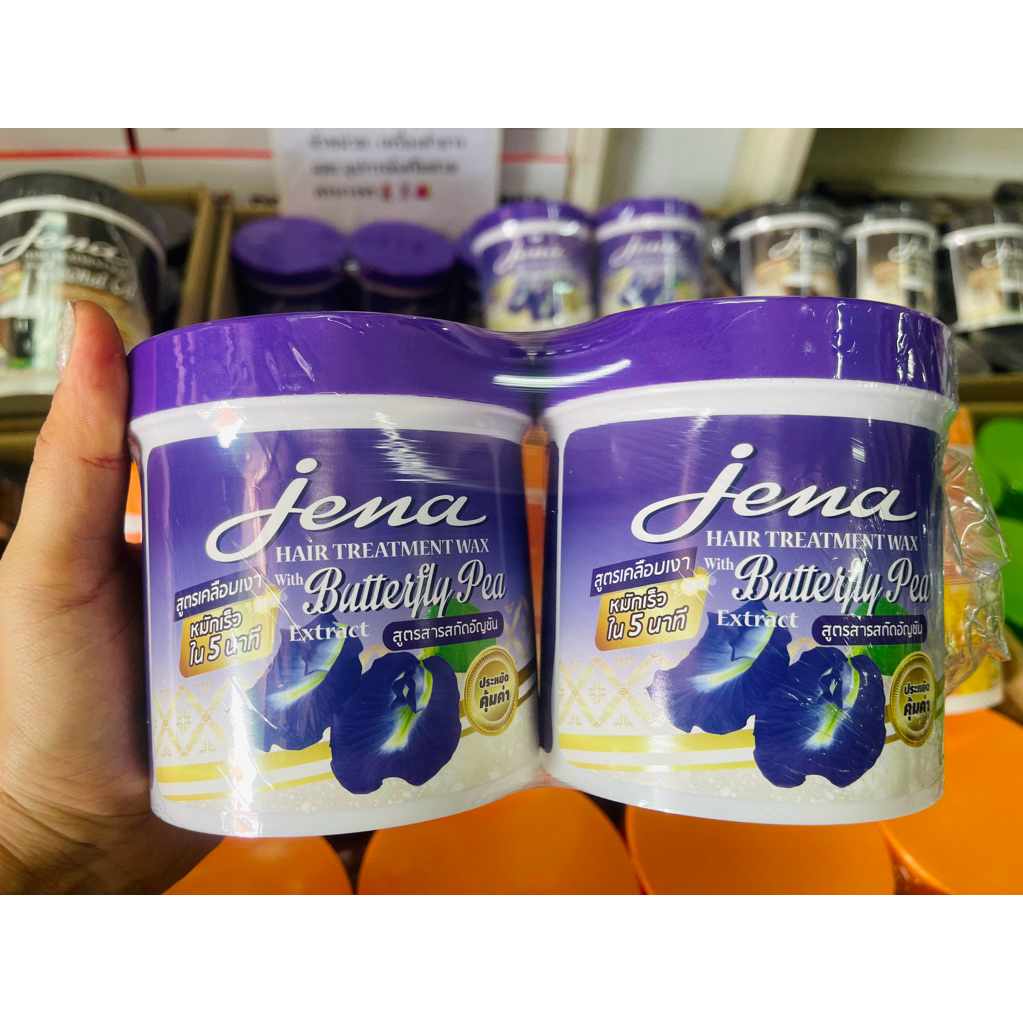 jena
jena
jena
jena
HAIR TREATMENT WAX
With Butterfly Pea
Extract
สูตรสารสกัดอัญชัน
สูตรเคลือบเงา
หมักเร็ว
ใน 5 นาที
ประหยัด
คุ้มค่า
jena
HAIR TREATMENT WAX
With Butterfly Pea
Extract
สูตรสารสกัดอัญชัน
สูตรเคลือบเงา
หมักเร็ว
ใน 5 นาที
ประหยัด
คุ้มค่า